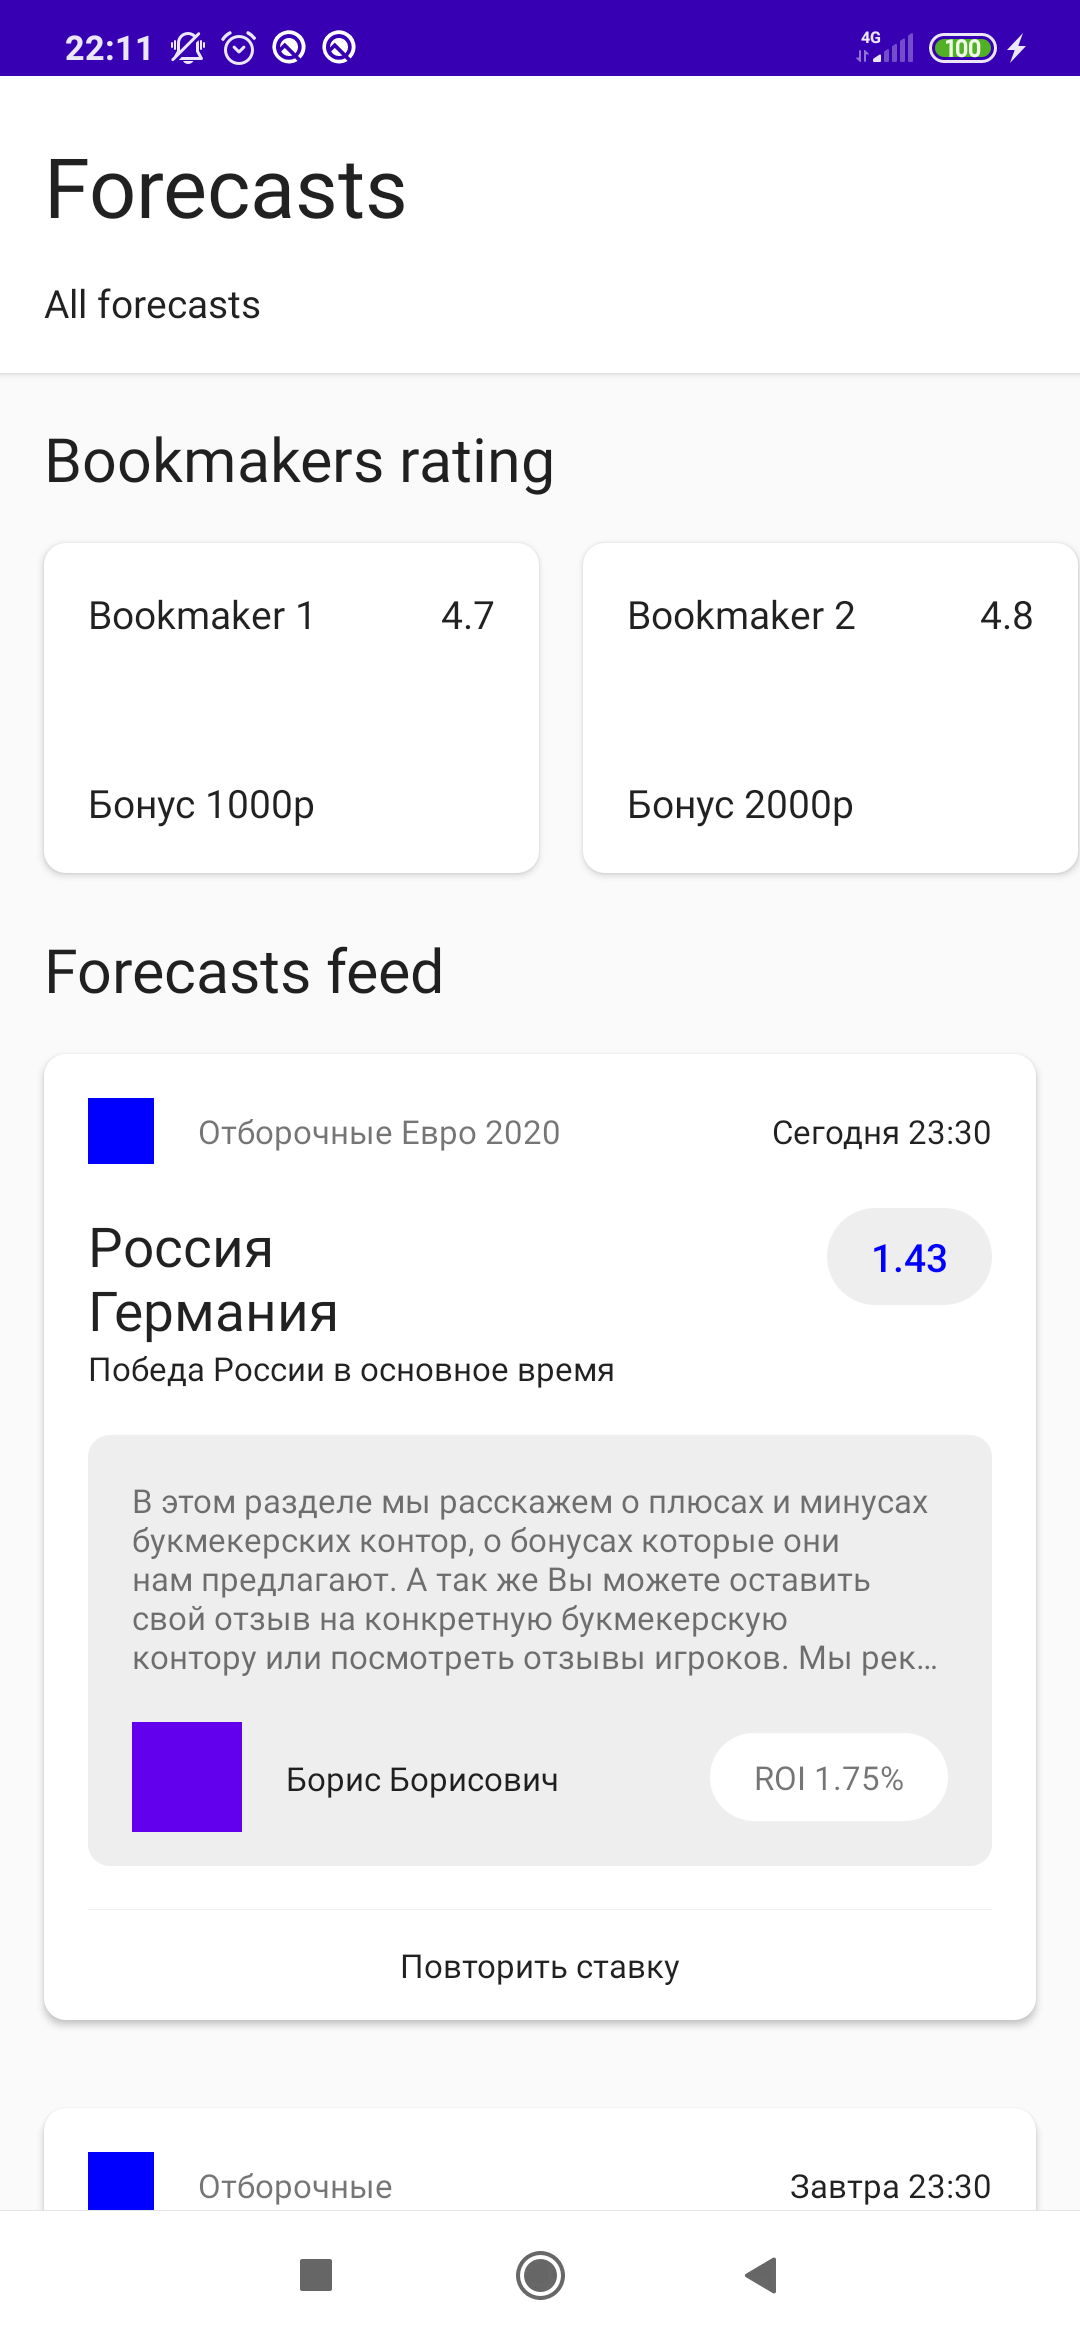 22:11
4G
100
Forecasts
All forecasts
Bookmakers rating
Bookmaker 1 4.7
Бонус 1000р
Bookmaker 2 4.8
Бонус 2000р
Forecasts feed
Отборочные Евро 2020 Сегодня 23:30
Россия 1.43
Германия
Победа России в основное время
В этом разделе мы расскажем о плюсах и минусах
букмекерских контор, о бонусах которые они
нам предлагают. А так же Вы можете оставить
свой отзыв на конкретную букмекерскую
контору или посмотреть отзывы игроков. Мы рек...
Борис Борисович ROI 1.75%
Повторить ставку
Отборочные Завтра 23:30